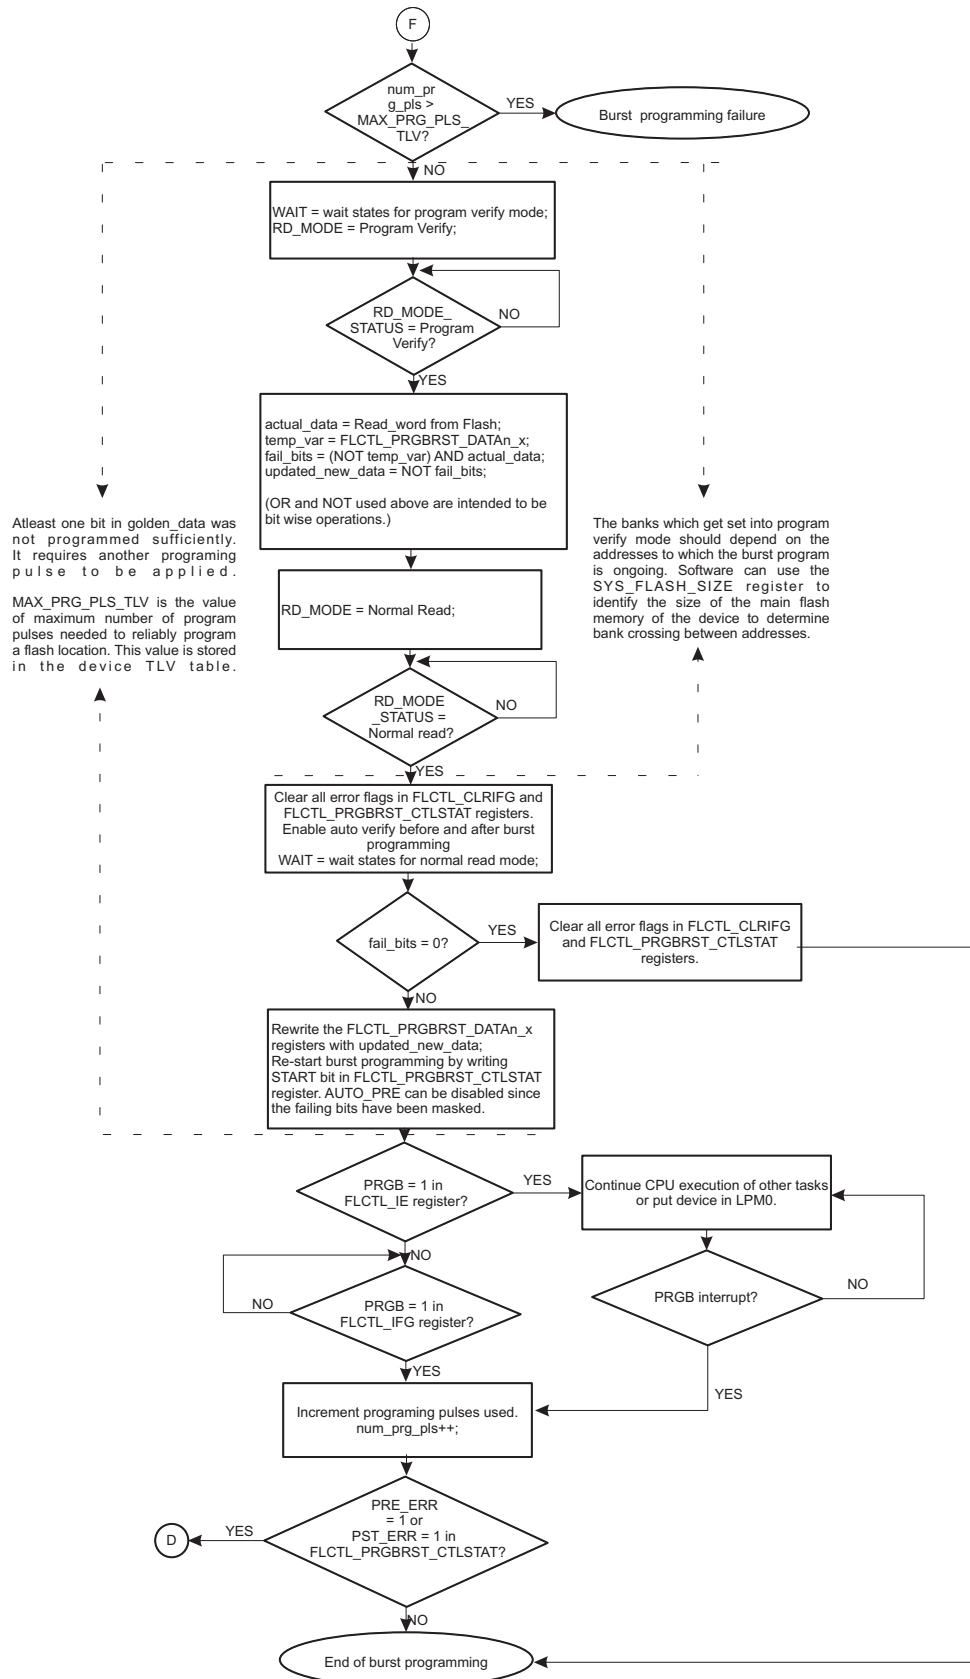 F
num_pr
g_pls >
MAX_PRG_PLS_
TLV?
YES
Burst programming failure
NO
WAIT = wait states for program verify mode;
RD_MODE = Program Verify;
RD_MODE_
STATUS = Program
Verify?
NO
YES
actual_data = Read_word from Flash;
temp_var = FLCTL_PRGBRST_DATAn_x;
fail_bits = (NOT temp_var) AND actual_data;
updated_new_data = NOT fail_bits;
(OR and NOT used above are intended to be
bit wise operations.)
Atleast one bit in golden_data was
not programmed sufficiently.
It requires another programing
pulse to be applied.
MAX_PRG_PLS_TLV is the value
of maximum number of program
pulses needed to reliably program
a flash location. This value is stored
in the device TLV table.
The banks which get set into program
verify mode should depend on the
addresses to which the burst program
is ongoing. Software can use the
SYS_FLASH_SIZE register to
identify the size of the main flash
memory of the device to determine
bank crossing between addresses.
RD_MODE = Normal Read;
RD_MODE
_STATUS =
Normal read?
NO
YES
Clear all error flags in FLCTL_CLRIFG and
FLCTL_PRGBRST_CTLSTAT registers.
Enable auto verify before and after burst
programming
WAIT = wait states for normal read mode;
fail_bits = 0?
YES
Clear all error flags in FLCTL_CLRIFG
and FLCTL_PRGBRST_CTLSTAT
registers.
NO
Rewrite the FLCTL_PRGBRST_DATAn_x
registers with updated_new_data;
Re-start burst programming by writing
START bit in FLCTL_PRGBRST_CTLSTAT
register. AUTO_PRE can be disabled since
the failing bits have been masked.
PRGB = 1 in
FLCTL_IE register?
YES
Continue CPU execution of other tasks
or put device in LPM0.
NO
PRGB = 1 in
FLCTL_IFG register?
NO
PRGB interrupt?
NO
YES
YES
Increment programing pulses used.
num_prg_pls++;
PRE_ERR
= 1 or
PST_ERR = 1 in
FLCTL_PRGBRST_CTLSTAT?
YES
D
NO
End of burst programming